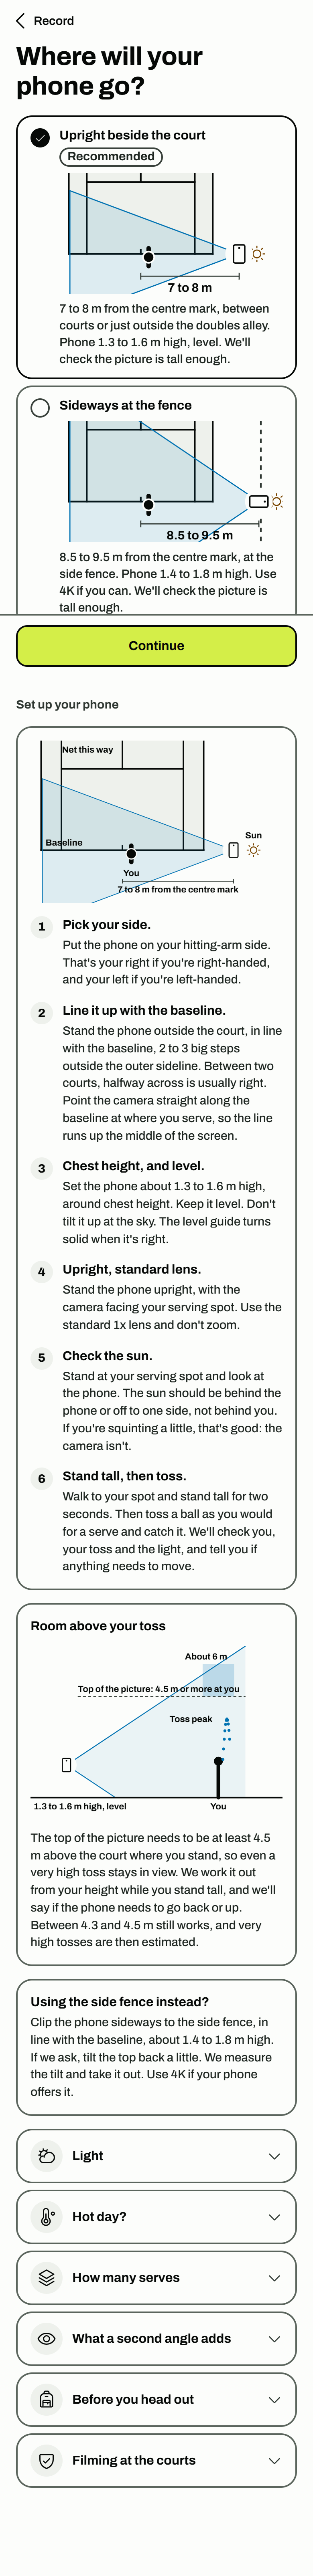 Record
Where will your
phone go?
Upright beside the court
Recommended
7 to 8 m
7 to 8 m from the centre mark, between
courts or just outside the doubles alley.
Phone 1.3 to 1.6 m high, level. We'll
check the picture is tall enough.
Sideways at the fence
8.5 to 9.5 m
8.5 to 9.5 m from the centre mark, at the
side fence. Phone 1.4 to 1.8 m high. Use
4K if you can. We'll check the picture is
tall enough.
Continue
Set up your phone
Net this way
Sun
Baseline
You
7 to 8 m from the centre mark
1 Pick your side.
Put the phone on your hitting-arm side.
That's your right if you're right-handed,
and your left if you're left-handed.
2 Line it up with the baseline.
Stand the phone outside the court, in line
with the baseline, 2 to 3 big steps
outside the outer sideline. Between two
courts, halfway across is usually right.
Point the camera straight along the
baseline at where you serve, so the line
runs up the middle of the screen.
3 Chest height, and level.
Set the phone about 1.3 to 1.6 m high,
around chest height. Keep it level. Don't
tilt it up at the sky. The level guide turns
solid when it's right.
4 Upright, standard lens.
Stand the phone upright, with the
camera facing your serving spot. Use the
standard 1x lens and don't zoom.
5 Check the sun.
Stand at your serving spot and look at
the phone. The sun should be behind the
phone or off to one side, not behind you.
If you're squinting a little, that's good: the
camera isn't.
6 Stand tall, then toss.
Walk to your spot and stand tall for two
seconds. Then toss a ball as you would
for a serve and catch it. We'll check you,
your toss and the light, and tell you if
anything needs to move.
Room above your toss
About 6 m
Top of the picture: 4.5 m or more at you
Toss peak
1.3 to 1.6 m high, level
You
The top of the picture needs to be at least 4.5
m above the court where you stand, so even a
very high toss stays in view. We work it out
from your height while you stand tall, and we'll
say if the phone needs to go back or up.
Between 4.3 and 4.5 m still works, and very
high tosses are then estimated.
Using the side fence instead?
Clip the phone sideways to the side fence, in
line with the baseline, about 1.4 to 1.8 m high.
If we ask, tilt the top back a little. We measure
the tilt and take it out. Use 4K if your phone
offers it.
Light
Hot day?
How many serves
What a second angle adds
Before you head out
Filming at the courts